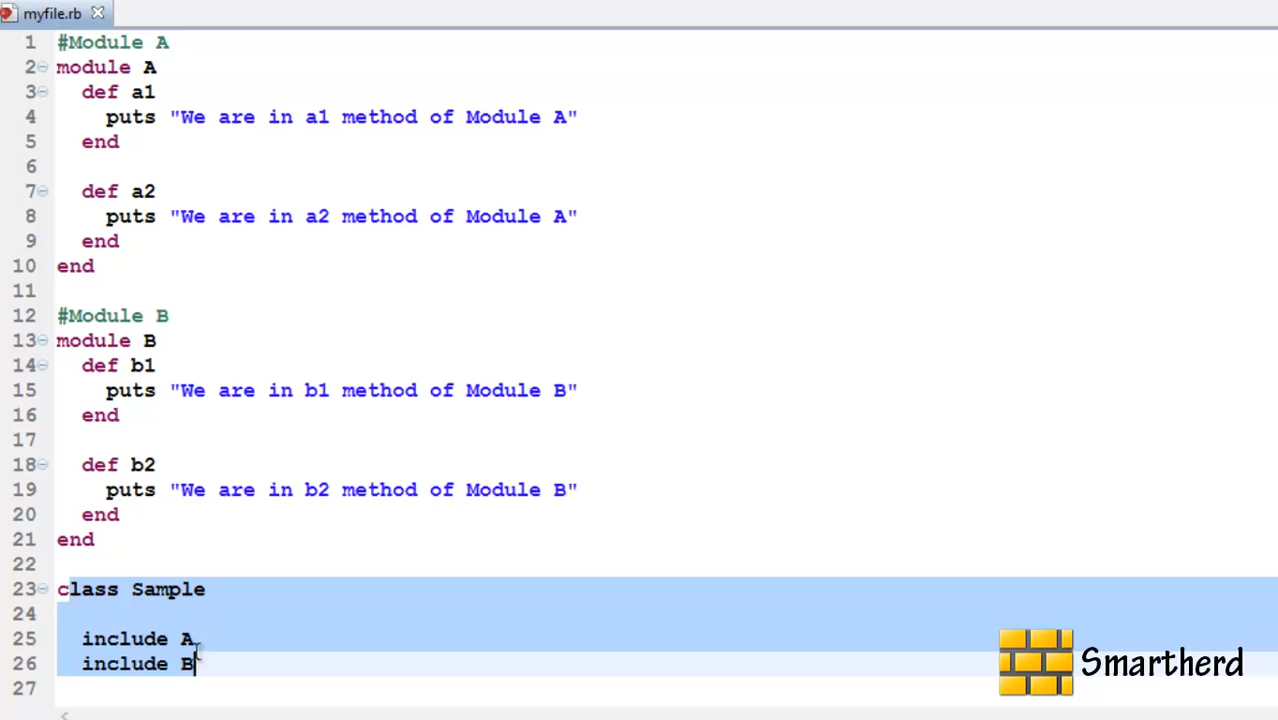 myfile.rb
1 #Module A
2 module A
3 def a1
4 puts "We are in a1 method of Module A"
5 end
6
7 def a2
8 puts "We are in a2 method of Module A"
9 end
10 end
11
12 #Module B
13 module B
14 def b1
15 puts "We are in b1 method of Module B"
16 end
17
18 def b2
19 puts "We are in b2 method of Module B"
20 end
21 end
22
23 class Sample
24
25 include A
26 include B
27
Smartherd